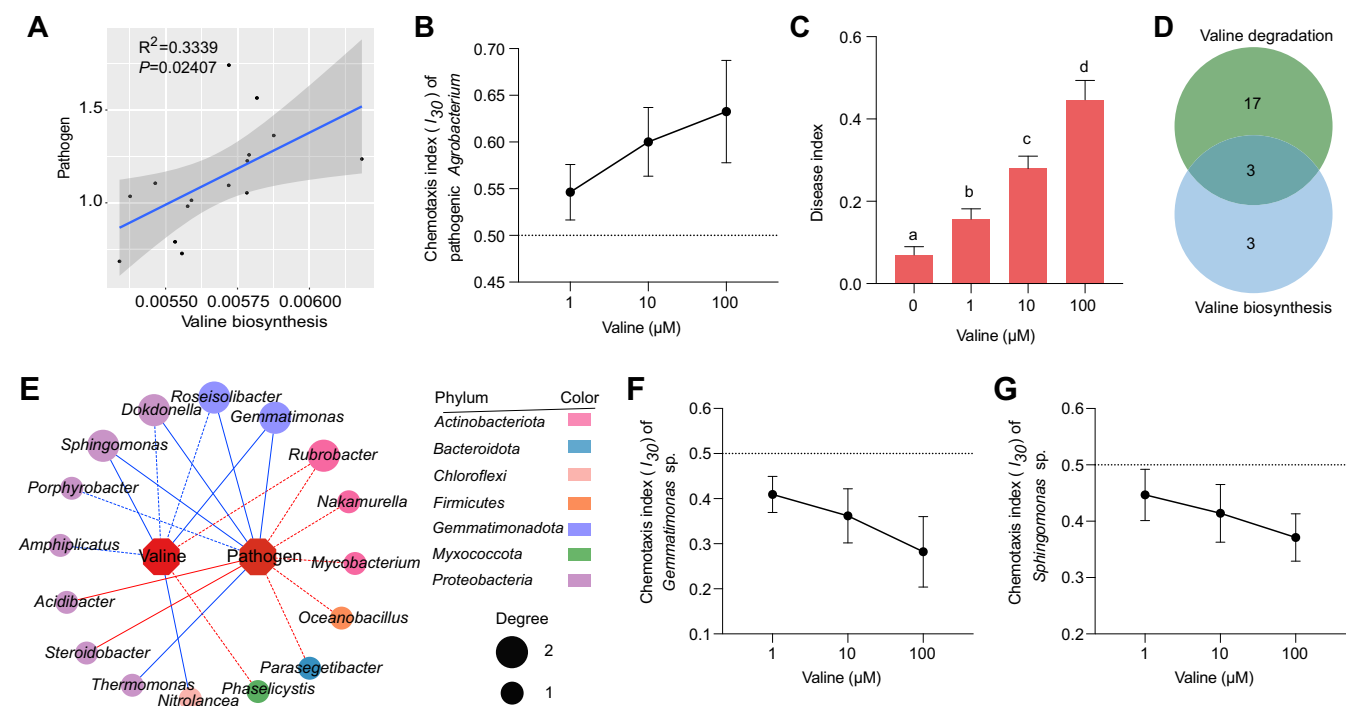 A
R2=0.3339
P=0.02407
Pathogen
1.5
1.0
0.00550 0.00575 0.00600
Valine biosynthesis
B
Chemotaxis index (I30) of
pathogenic Agrobacterium
0.70
0.65
0.60
0.55
0.50
0.45
1 10 100
Valine (µM)
C
Disease index
0.6
0.4
0.2
0.0
a
b
c
d
0 1 10 100
Valine (µM)
D
Valine degradation
17
3
3
Valine biosynthesis
E
Roseisolibacter
Dokdonella
Gemmatimonas
Sphingomonas
Rubrobacter
Porphyrobacter
Nakamurella
Amphiplicatus
Valine
Pathogen
Mycobacterium
Acidibacter
Oceanobacillus
Steroidobacter
Parasegetibacter
Thermomonas
Phaselicystis
Nitrolancea
Phylum Color
Actinobacteriota
Bacteroidota
Chloroflexi
Firmicutes
Gemmatimonadota
Myxococcota
Proteobacteria
Degree
2
1
F
Chemotaxis index (I30) of
Gemmatimonas sp.
0.6
0.5
0.4
0.3
0.2
0.1
1 10 100
Valine (µM)
G
Chemotaxis index (I30) of
Sphingomonas sp.
0.6
0.5
0.4
0.3
0.2
1 10 100
Valine (µM)